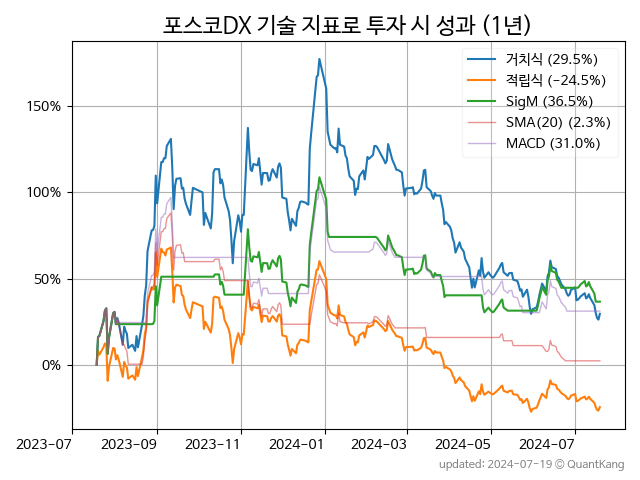 포스코DX 기술 지표로 투자 시 성과 (1년)
거치식 (29.5%)
적립식 (-24.5%)
SigM (36.5%)
SMA(20) (2.3%)
MACD (31.0%)
150%
100%
50%
0%
2023-07 2023-09 2023-11 2024-01 2024-03 2024-05 2024-07
updated: 2024-07-19 © QuantKang